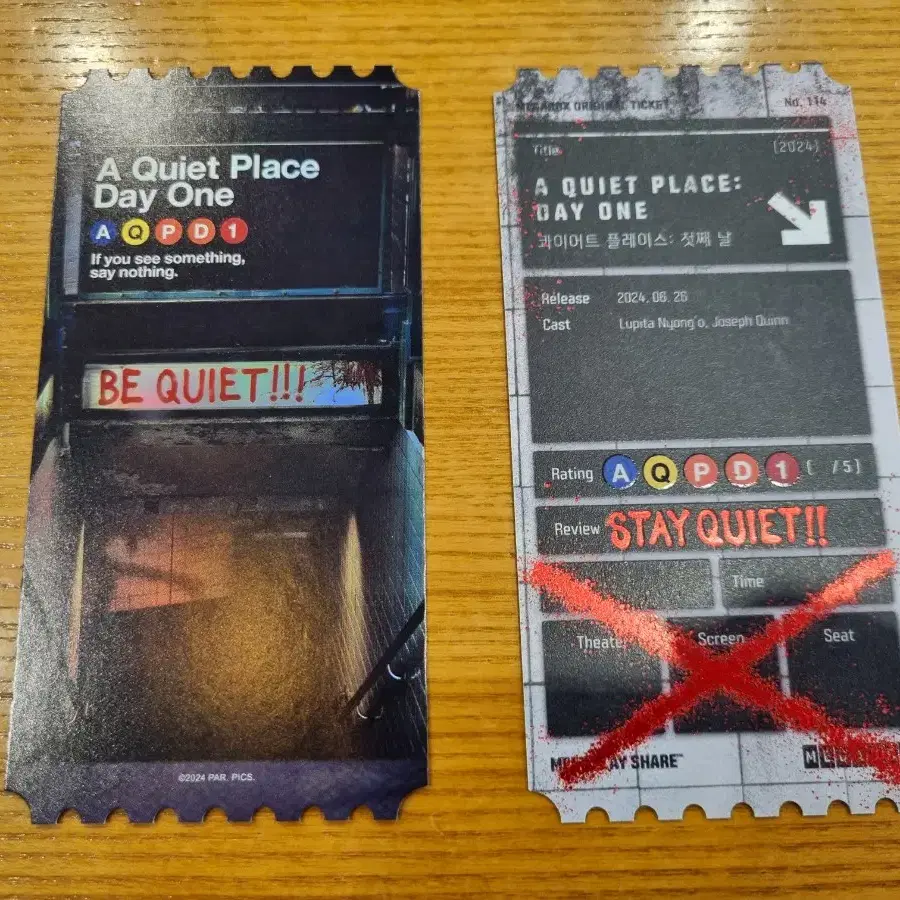 A Quiet Place
Day One
A Q P D 1
If you see something,
say nothing.
BE QUIET!!!
©2024 PAR. PICS.
ORIGINAL TICKET
No. 114
Title
(2024)
A QUIET PLACE:
DAY ONE
콰이어트 플레이스: 첫째 날
Release 2024. 06. 26
Cast Lupita Nyong'o, Joseph Quinn
Rating A Q P D 1 ( /5)
Review STAY QUIET!!
Time
Theater Screen Seat
SHARE™